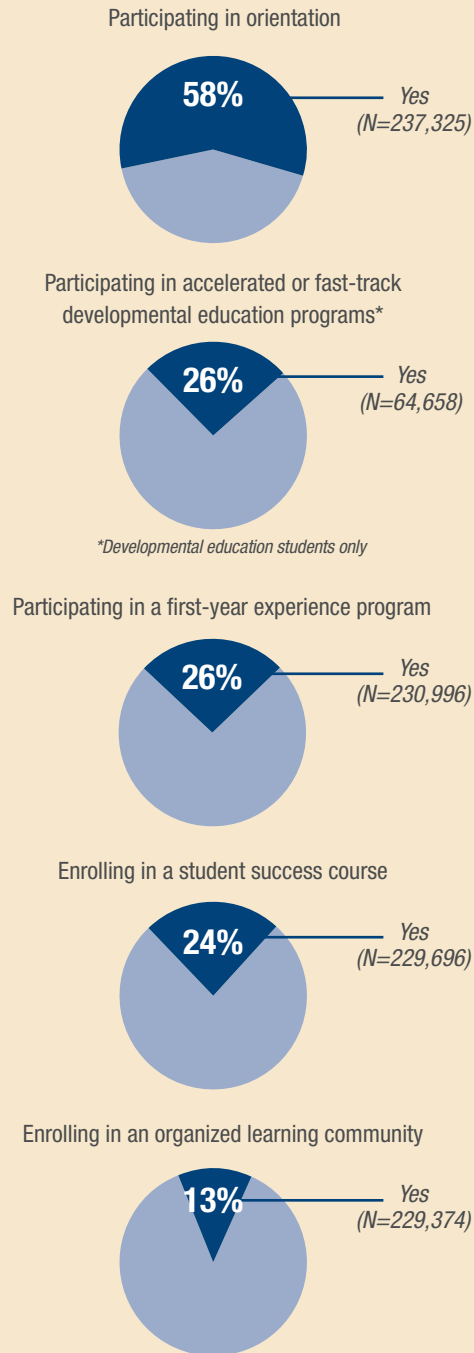 Participating in orientation
58%
Yes
(N=237,325)
Participating in accelerated or fast-track
developmental education programs*
26%
Yes
(N=64,658)
*Developmental education students only
Participating in a first-year experience program
26%
Yes
(N=230,996)
Enrolling in a student success course
24%
Yes
(N=229,696)
Enrolling in an organized learning community
13%
Yes
(N=229,374)